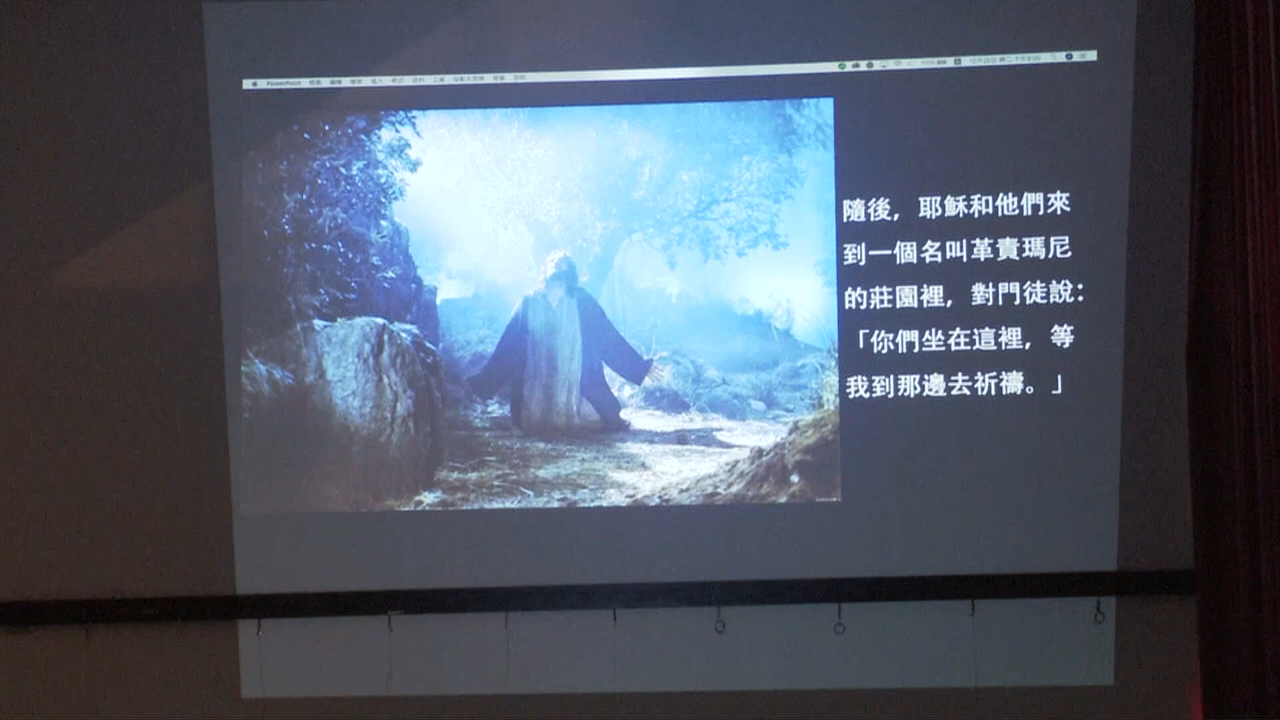 PowerPoint
隨後，耶穌和他們來
到一個名叫革責瑪尼
的莊園裡，對門徒說：
「你們坐在這裡，等
我到那邊去祈禱。」